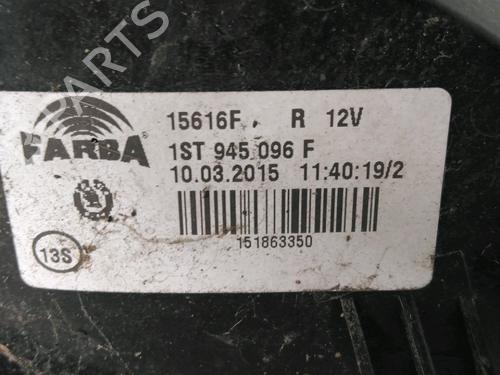 PARTS
FARBA
15616F R 12V
1ST 945 096 F
10.03.2015 11:40:19/2
151863350
13S